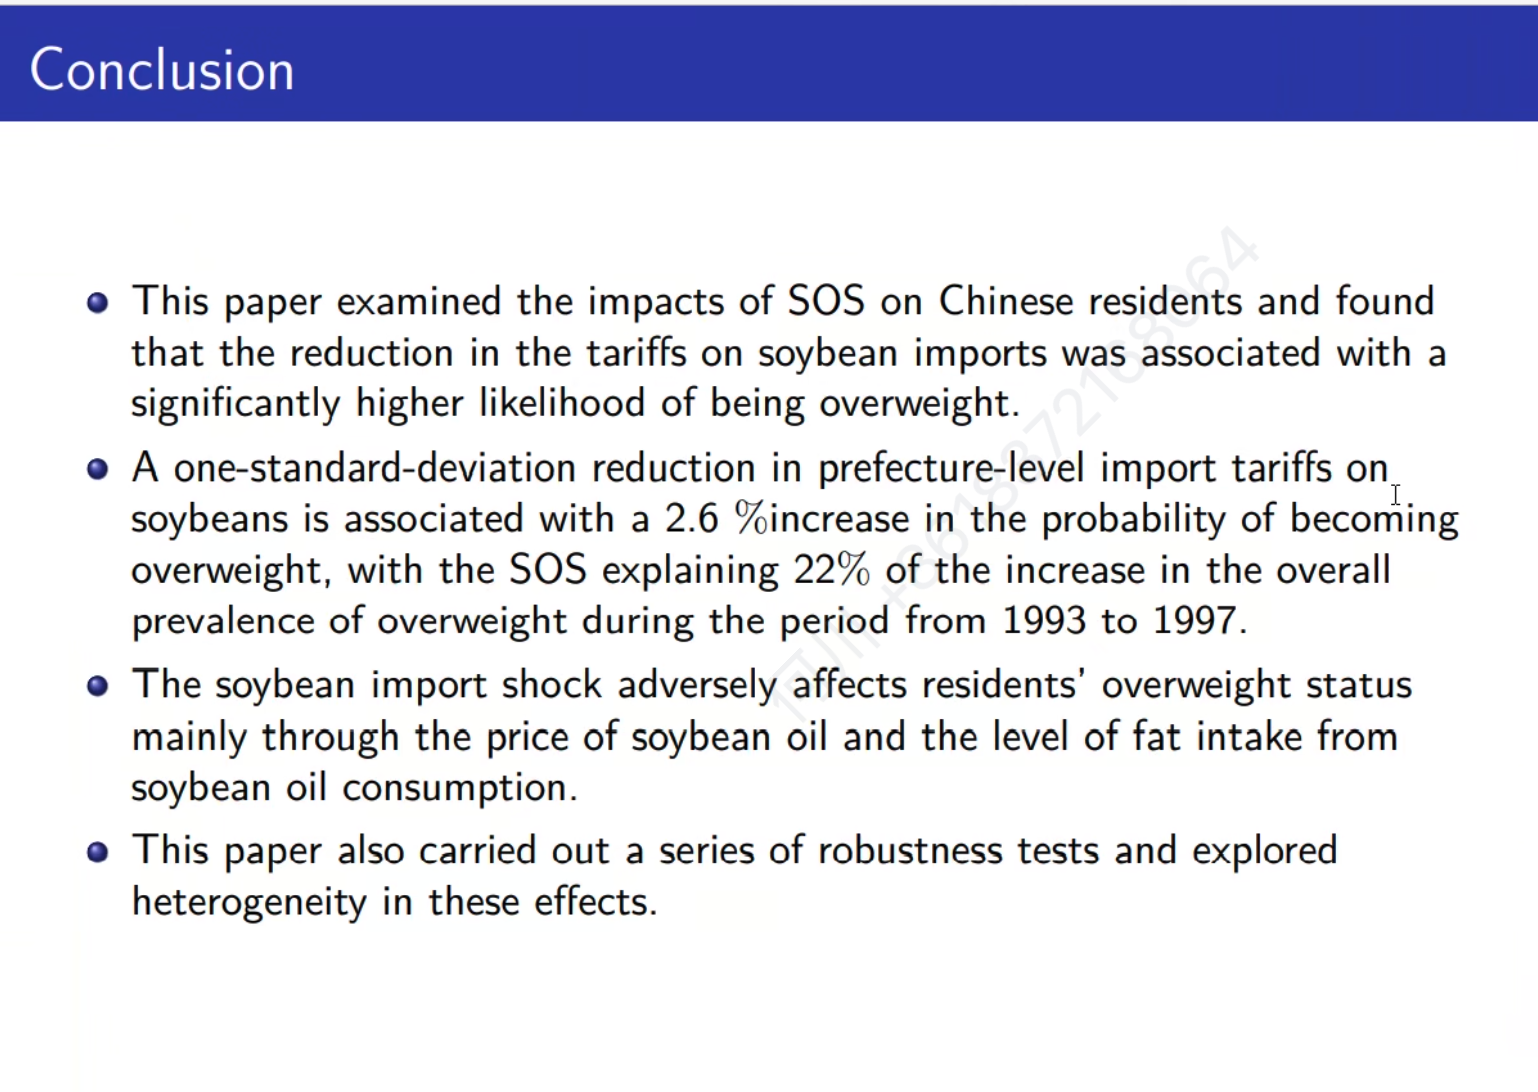 Conclusion
This paper examined the impacts of SOS on Chinese residents and found
that the reduction in the tariffs on soybean imports was associated with a
significantly higher likelihood of being overweight.
A one-standard-deviation reduction in prefecture-level import tariffs on
soybeans is associated with a 2.6 %increase in the probability of becoming
overweight, with the SOS explaining 22% of the increase in the overall
prevalence of overweight during the period from 1993 to 1997.
The soybean import shock adversely affects residents' overweight status
mainly through the price of soybean oil and the level of fat intake from
soybean oil consumption.
This paper also carried out a series of robustness tests and explored
heterogeneity in these effects.